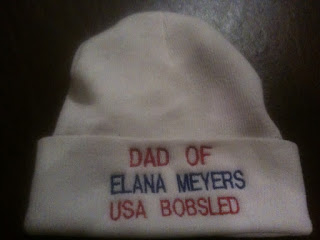 DAD OF
ELANA MEYERS
USA BOBSLED